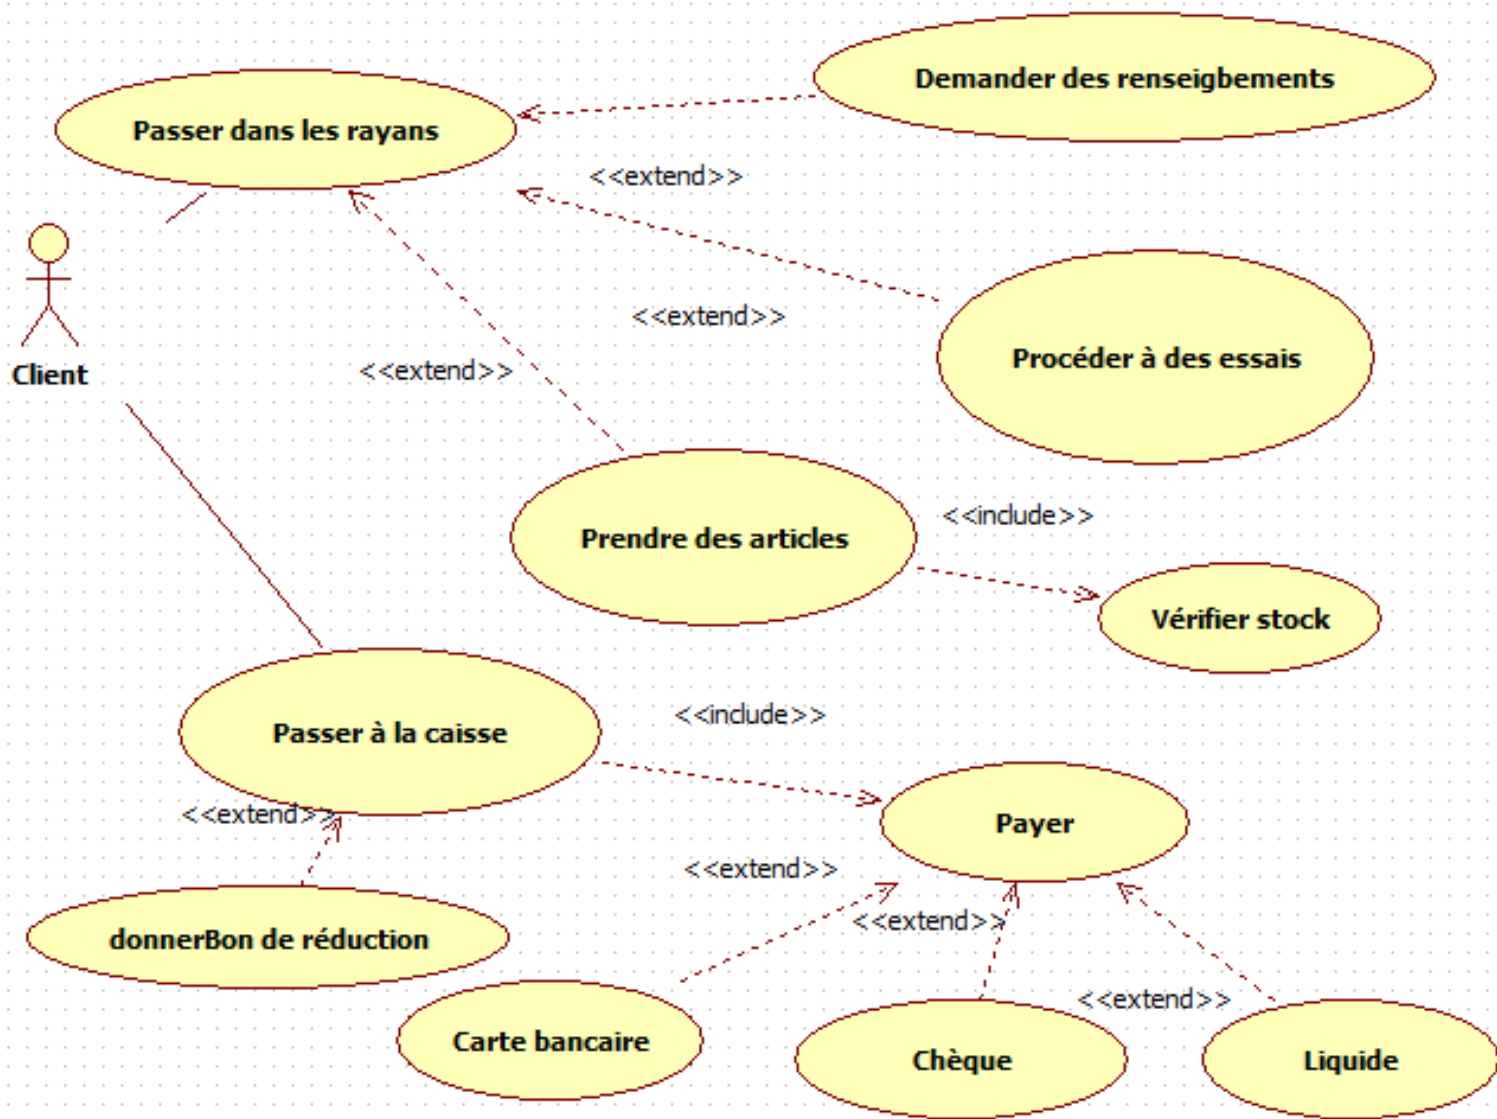 Demander des renseigbements
Passer dans les rayans
<<extend>>
<<extend>>
Procéder à des essais
Client
<<extend>>
<<include>>
Prendre des articles
Vérifier stock
<<include>>
Passer à la caisse
<<extend>>
Payer
<<extend>>
<<extend>>
donnerBon de réduction
<<extend>>
Carte bancaire
Chèque
Liquide